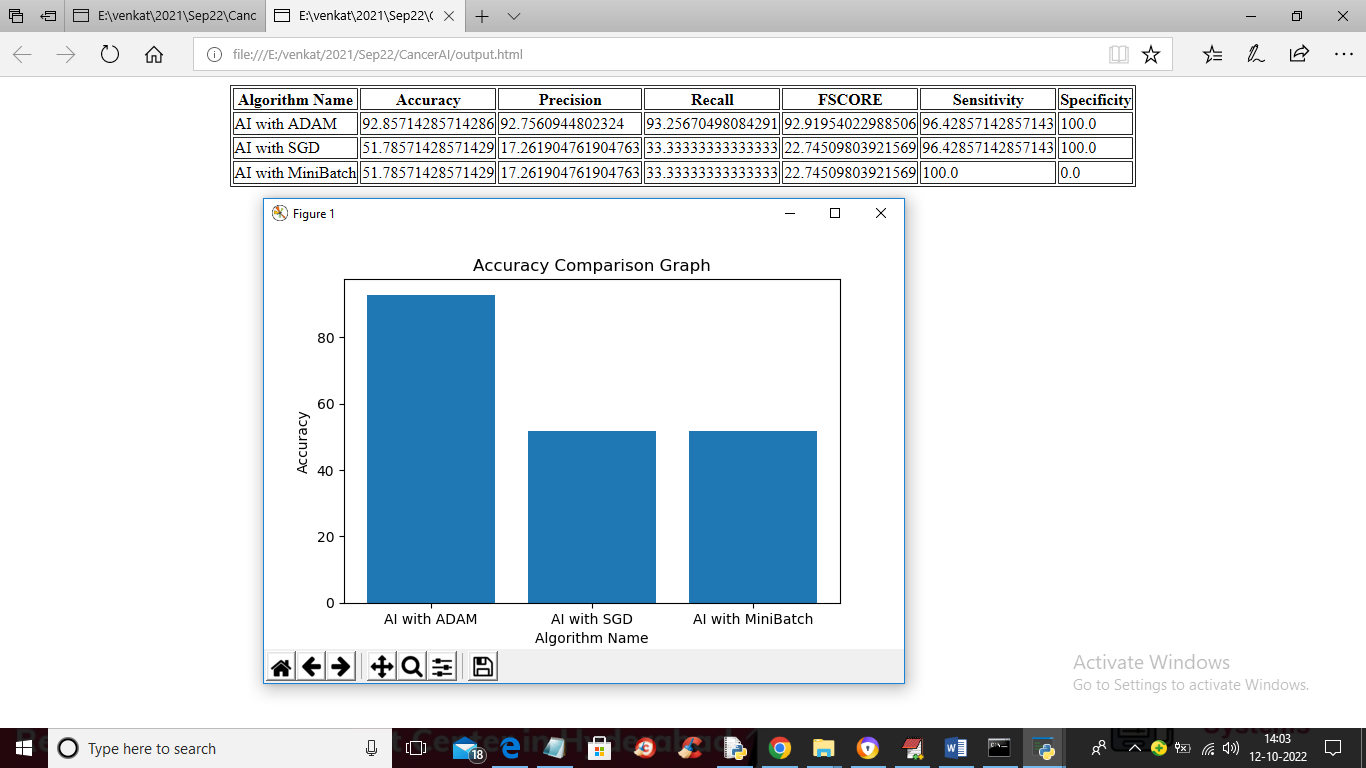 E:\venkat\2021\Sep22\Canc
E:\venkat\2021\Sep22\C
file:///E:/venkat/2021/Sep22/CancerAI/output.html
Algorithm Name Accuracy Precision Recall FSCORE Sensitivity Specificity
AI with ADAM 92.85714285714286 92.7560944802324 93.25670498084291 92.91954022988506 96.42857142857143 100.0
AI with SGD 51.78571428571429 17.261904761904763 33.33333333333333 22.74509803921569 96.42857142857143 100.0
AI with MiniBatch 51.78571428571429 17.261904761904763 33.33333333333333 22.74509803921569 100.0 0.0
Figure 1
Accuracy Comparison Graph
80
60
40
20
0
Accuracy
AI with ADAM AI with SGD AI with MiniBatch
Algorithm Name
Activate Windows
Go to Settings to activate Windows.
Type here to search
18
14:03
12-10-2022